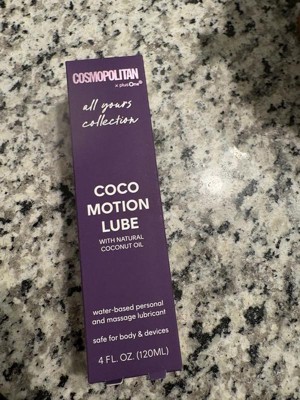 COSMOPOLITAN
x plusOne®
all yours
collection
COCO
MOTION
LUBE
WITH NATURAL
COCONUT OIL
water-based personal
and massage lubricant
safe for body & devices
4 FL. OZ. (120ML)